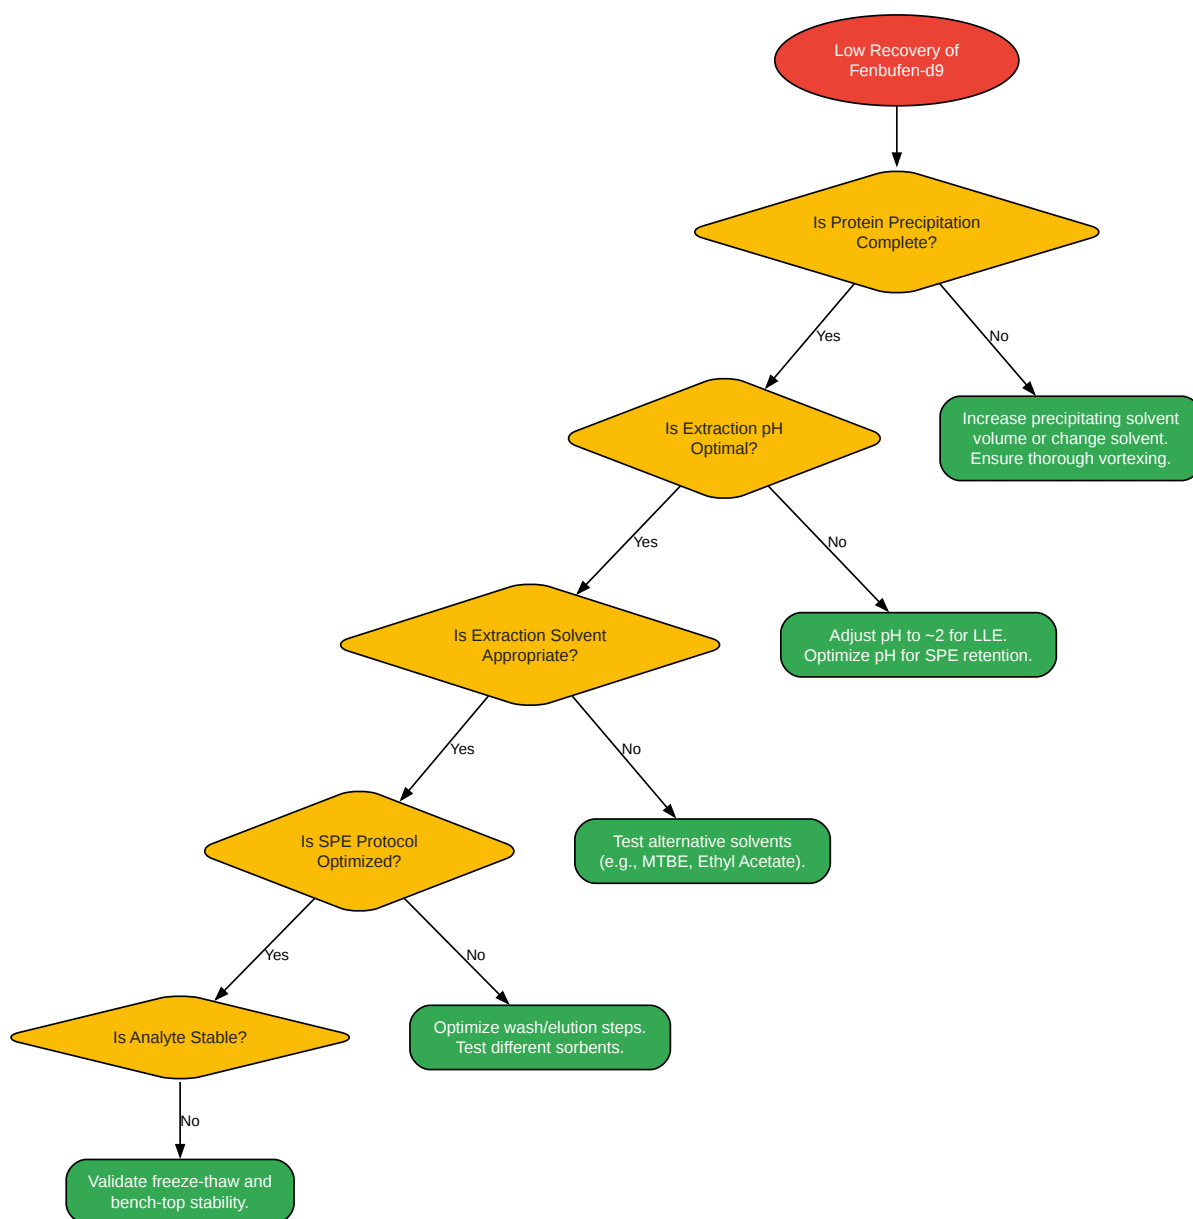 Low Recovery of
Fenbufen-d9
Is Protein Precipitation
Complete?
Yes
No
Is Extraction pH
Optimal?
Increase precipitating solvent
volume or change solvent.
Ensure thorough vortexing.
Yes
No
Is Extraction Solvent
Appropriate?
Adjust pH to ~2 for LLE.
Optimize pH for SPE retention.
Yes
No
Is SPE Protocol
Optimized?
Test alternative solvents
(e.g., MTBE, Ethyl Acetate).
Yes
No
Is Analyte Stable?
Optimize wash/elution steps.
Test different sorbents.
No
Validate freeze-thaw and
bench-top stability.